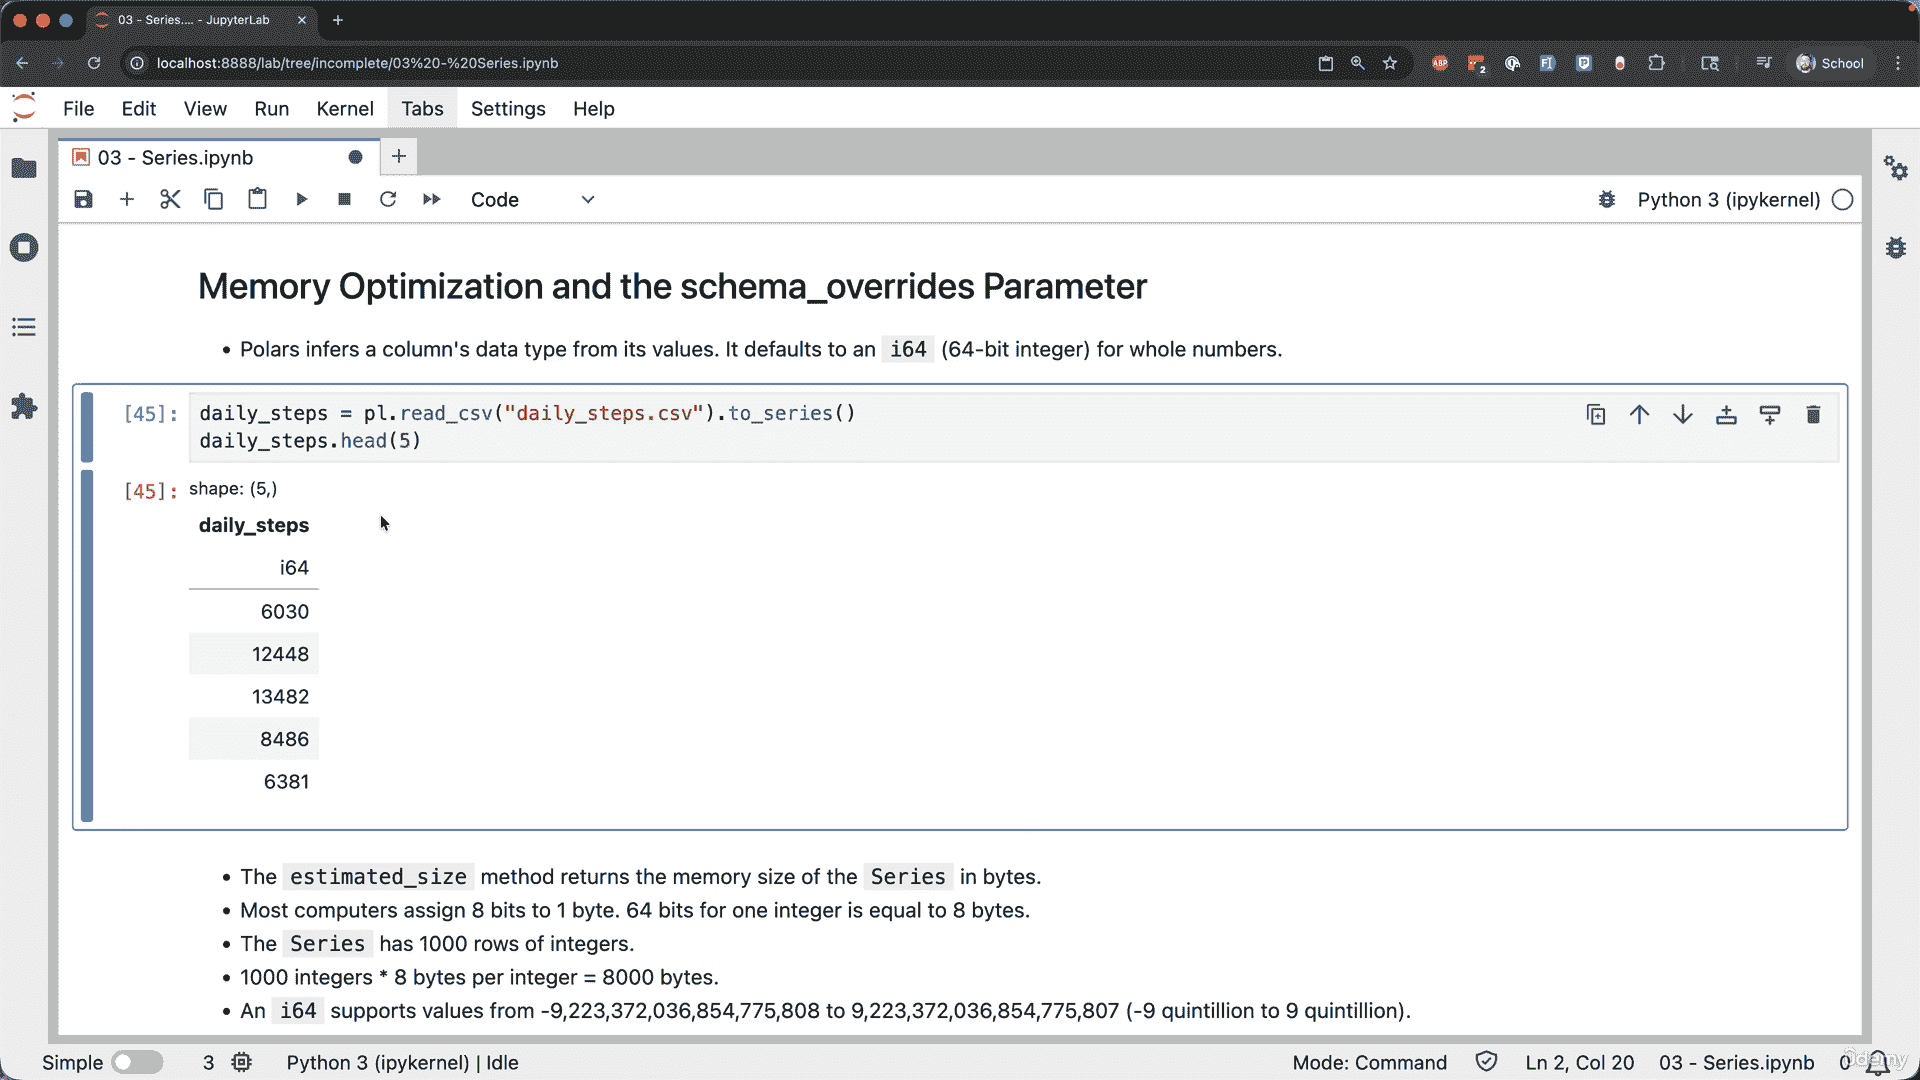 03 - Series.... - JupyterLab
localhost:8888/lab/tree/incomplete/03%20-%20Series.ipynb
ABP
2
School
File Edit View Run Kernel Tabs Settings Help
03 - Series.ipynb
Code
Python 3 (ipykernel)
Memory Optimization and the schema_overrides Parameter
• Polars infers a column's data type from its values. It defaults to an i64 (64-bit integer) for whole numbers.
[45]: daily_steps = pl.read_csv("daily_steps.csv").to_series()
daily_steps.head(5)
[45]: shape: (5,)
daily_steps
i64
6030
12448
13482
8486
6381
• The estimated_size method returns the memory size of the Series in bytes.
• Most computers assign 8 bits to 1 byte. 64 bits for one integer is equal to 8 bytes.
• The Series has 1000 rows of integers.
• 1000 integers * 8 bytes per integer = 8000 bytes.
• An i64 supports values from -9,223,372,036,854,775,808 to 9,223,372,036,854,775,807 (-9 quintillion to 9 quintillion).
Simple 3 Python 3 (ipykernel) | Idle Mode: Command Ln 2, Col 20 03 - Series.ipynb 0
udemy